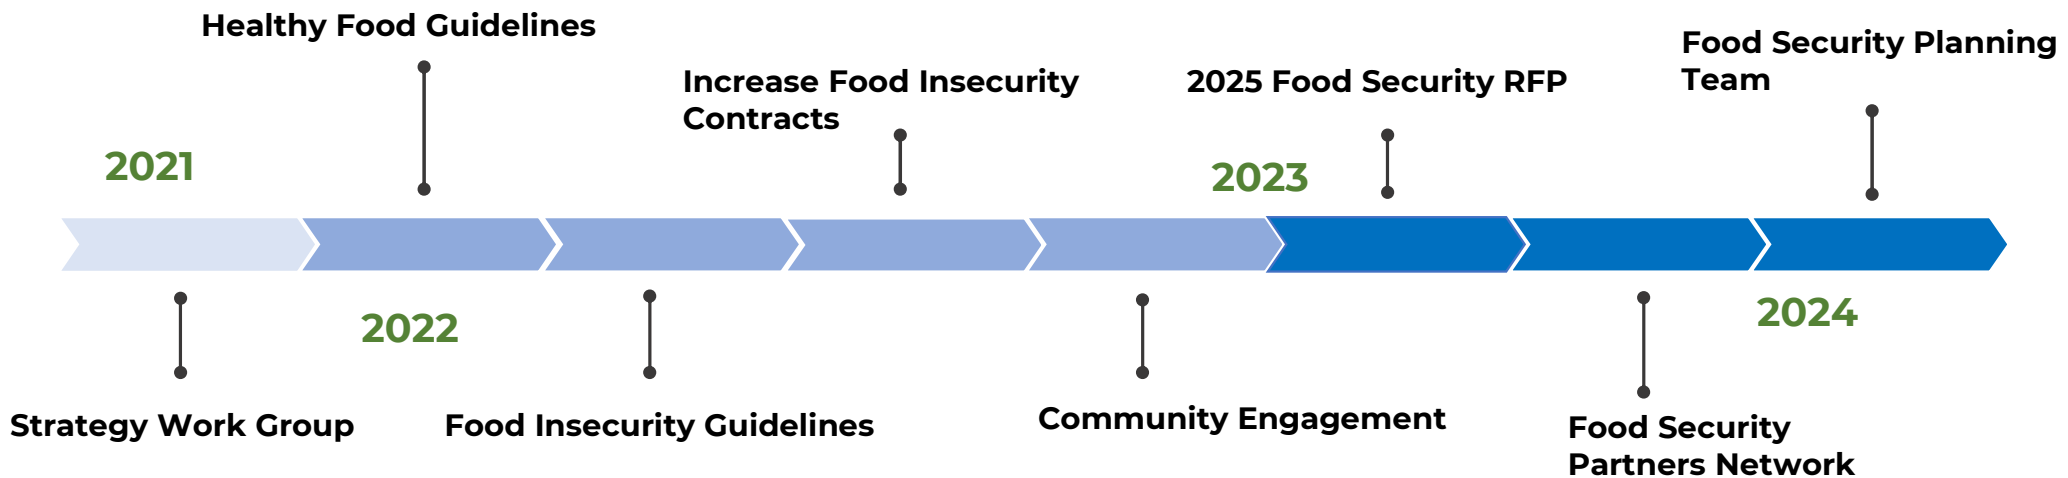 Healthy Food Guidelines
Increase Food Insecurity
Contracts
2025 Food Security RFP
Food Security Planning
Team
2021
2023
2022
2024
Strategy Work Group
Food Insecurity Guidelines
Community Engagement
Food Security
Partners Network